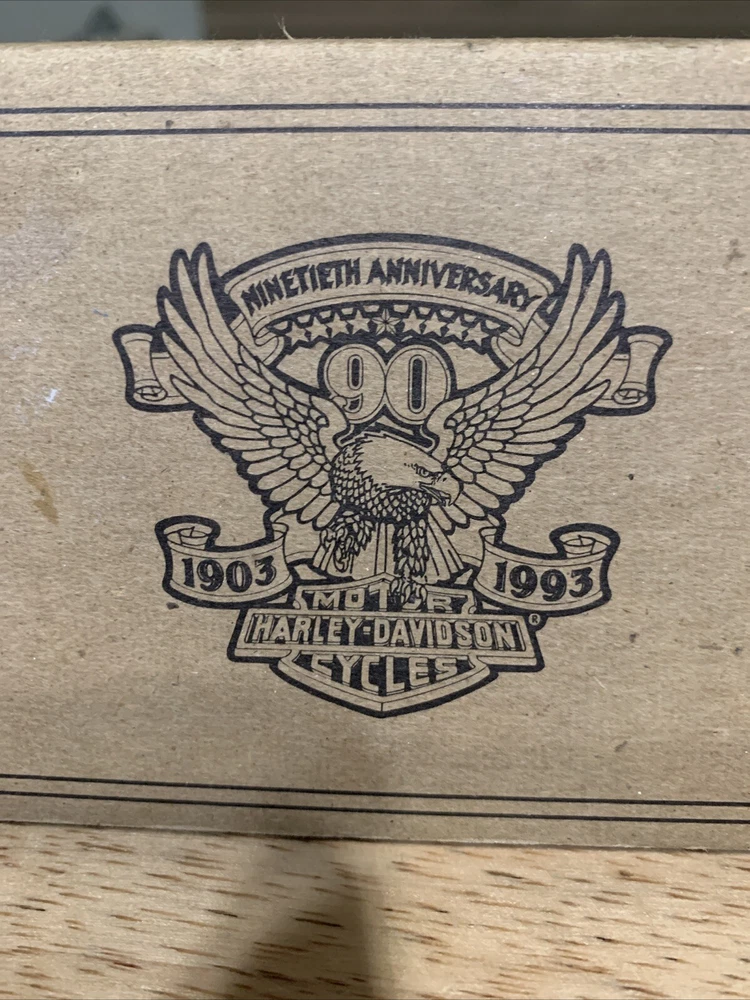 NINETIETH ANNIVERSARY
90
1903
1993
MOTOR
HARLEY-DAVIDSON ®
CYCLES